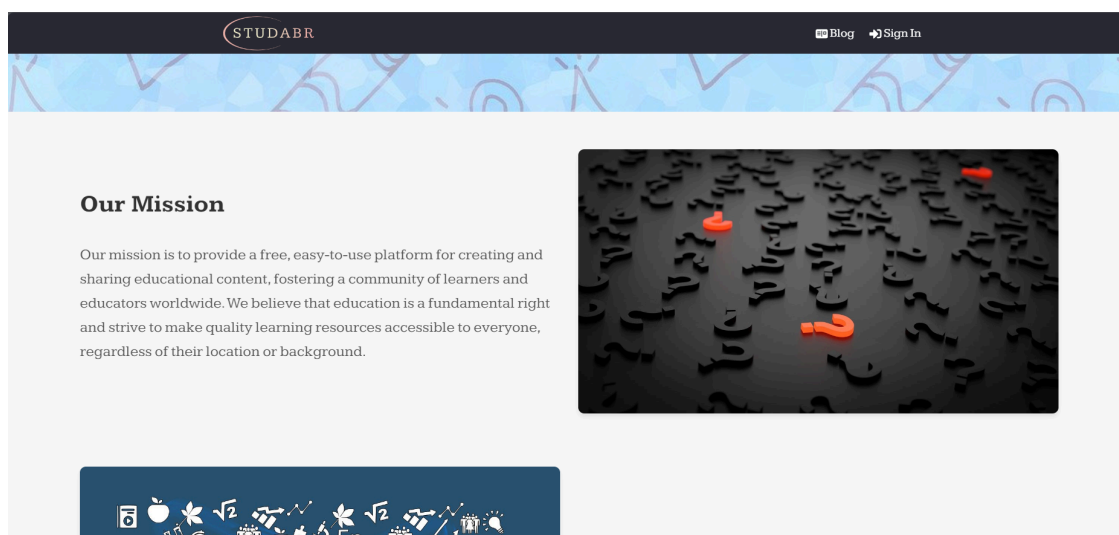 STUDABR
Blog
Sign In
Our Mission
Our mission is to provide a free, easy-to-use platform for creating and
sharing educational content, fostering a community of learners and
educators worldwide. We believe that education is a fundamental right
and strive to make quality learning resources accessible to everyone,
regardless of their location or background.
√2
√2